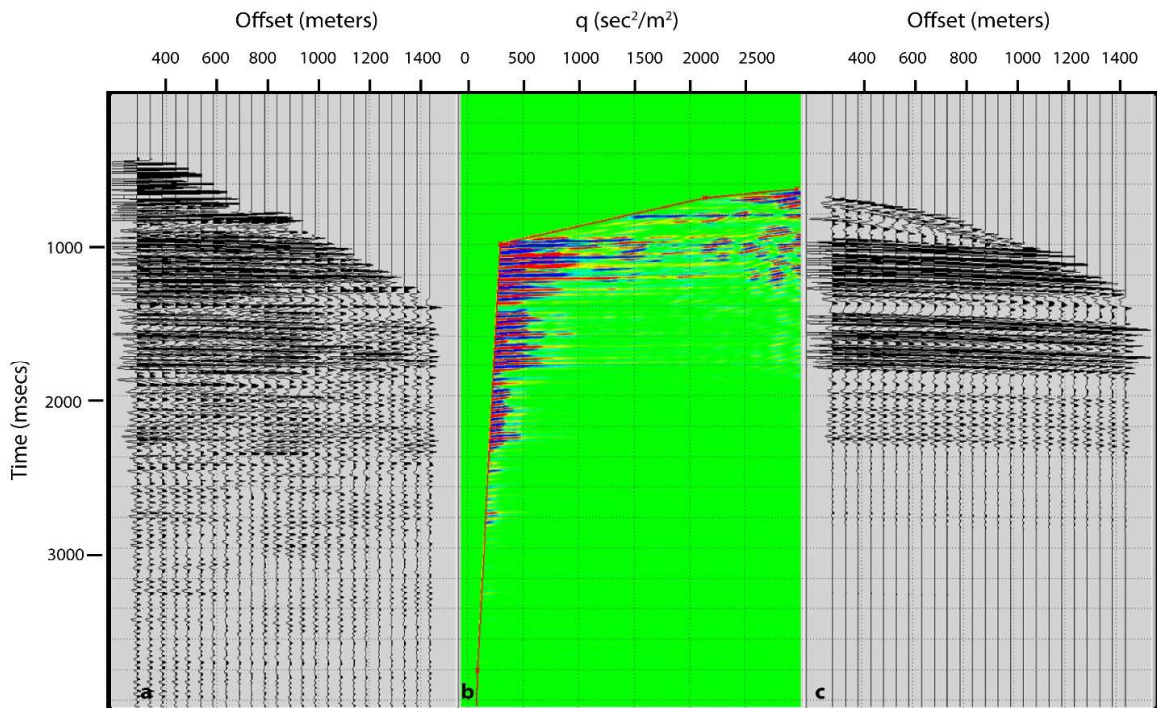 Offset (meters) q (sec²/m²) Offset (meters)
400 600 800 1000 1200 1400 0 500 1000 1500 2000 2500 400 600 800 1000 1200 1400
1000
2000
Time (msecs)
3000
a b c